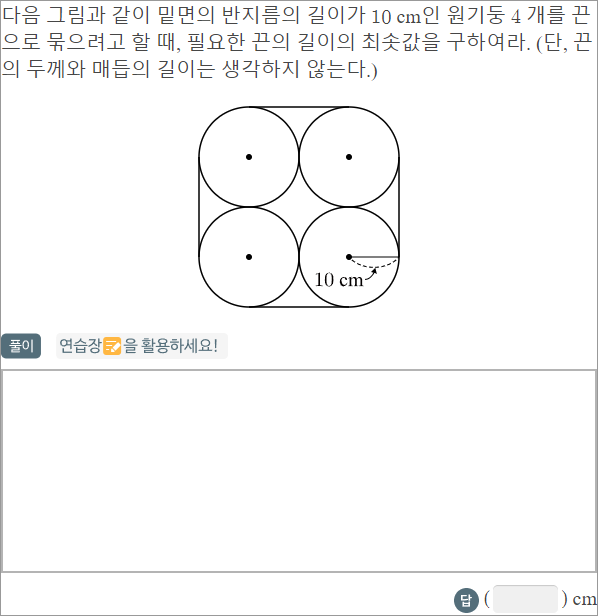 다음 그림과 같이 밑면의 반지름의 길이가 10 cm인 원기둥 4 개를 끈
으로 묶으려고 할 때, 필요한 끈의 길이의 최솟값을 구하여라. (단, 끈
의 두께와 매듭의 길이는 생각하지 않는다.)
10 cm
풀이 연습장을 활용하세요!
답 ( ) cm